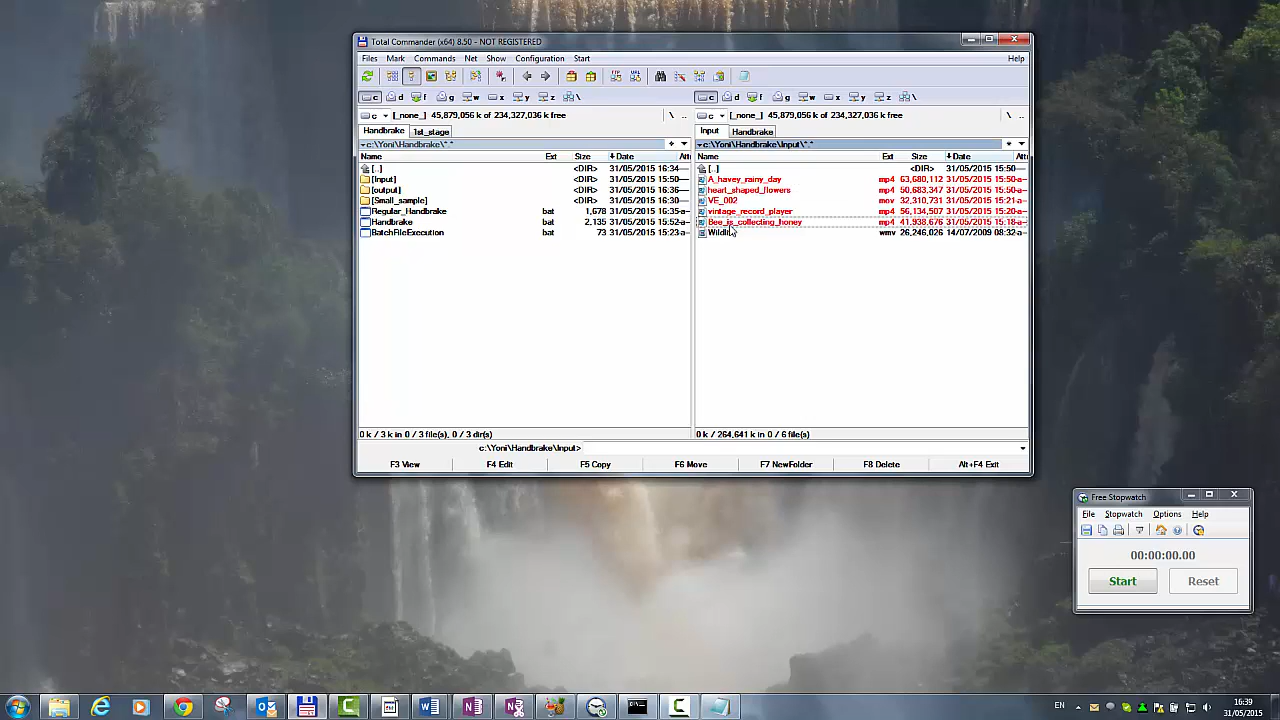 Total Commander (x64) 8.50 - NOT REGISTERED
Files Mark Commands Net Show Configuration Start Help
c d f g w x y z \
c [_none_] 45,879,056 k of 234,327,036 k free \ ..
Handbrake 1st_stage
c:\Yoni\Handbrake\*.*
Name Ext Size Date Att
[..] <DIR> 31/05/2015 16:34
[Input] <DIR> 31/05/2015 15:50
[output] <DIR> 31/05/2015 16:36
[Small_sample] <DIR> 31/05/2015 16:30
Regular_Handbrake bat 1,678 31/05/2015 16:35-a
Handbrake bat 2,135 31/05/2015 15:52-a
BatchFileExecution bat 73 31/05/2015 15:23-a
0 k / 3 k in 0 / 3 file(s), 0 / 3 dir(s)
c d f g w x y z \
c [_none_] 45,879,056 k of 234,327,036 k free \ ..
Input Handbrake
c:\Yoni\Handbrake\Input\*.*
Name Ext Size Date Att
[..] <DIR> 31/05/2015 15:50
A_havey_rainy_day mp4 63,680,112 31/05/2015 15:50-a
heart_shaped_flowers mp4 50,683,347 31/05/2015 15:50-a
VE_002 mov 32,310,731 31/05/2015 15:21-a
vintage_record_player mp4 56,134,507 31/05/2015 15:21-a
Bee_is_collecting_honey mp4 41,938,676 31/05/2015 15:18-a
wmv 26,246,026 14/07/2009 08:32-a
0 k / 264,641 k in 0 / 6 file(s)
c:\Yoni\Handbrake\Input>
F3 View F4 Edit F5 Copy F6 Move F7 NewFolder F8 Delete Alt+F4 Exit
Free Stopwatch
File Stopwatch Options Help
00:00:00.00
Start Reset
EN 16:39
31/05/2015